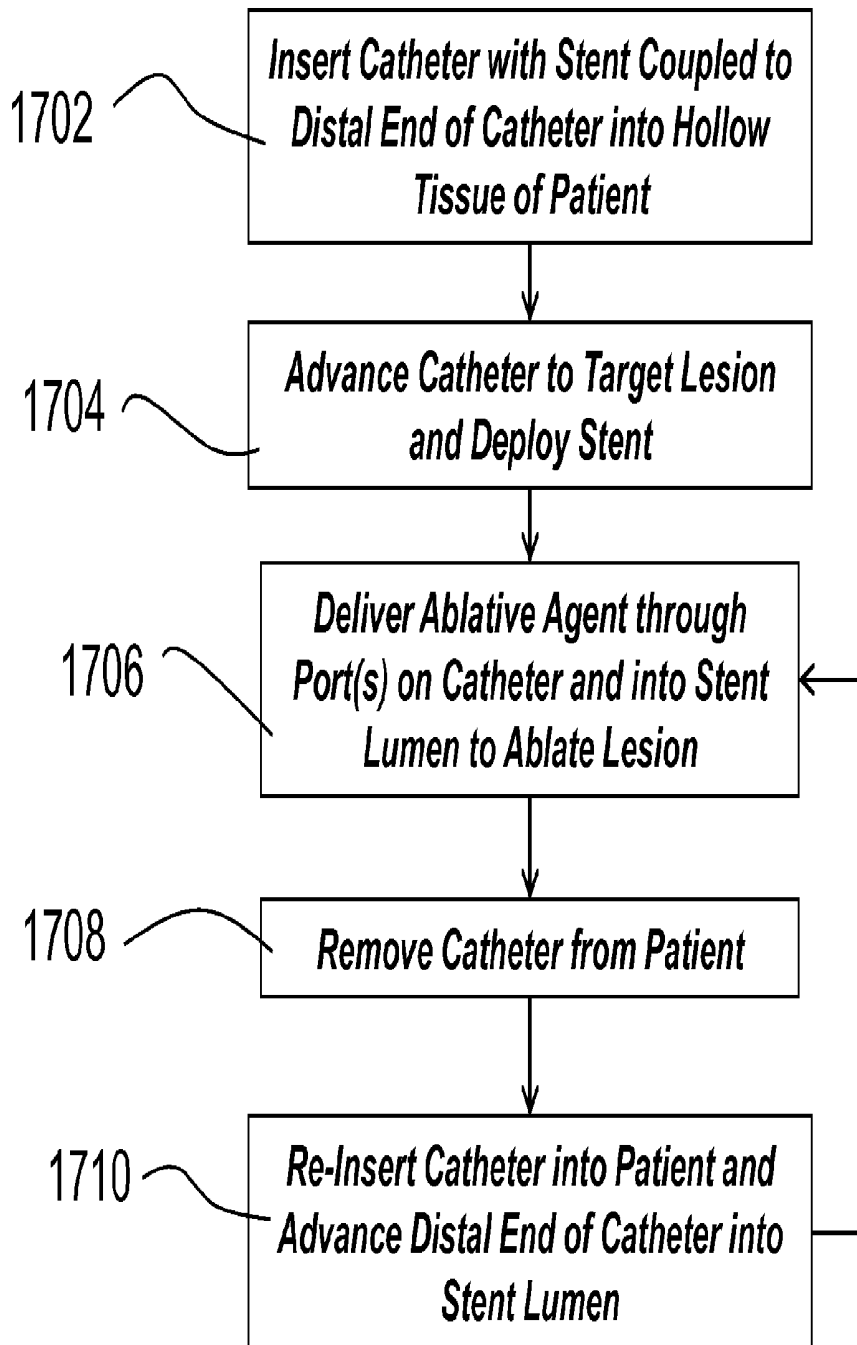 Insert Catheter with Stent Coupled to
1702
Distal End of Catheter into Hollow
Tissue of Patient
Advance Catheter to Target Lesion
1704
and Deploy Stent
Deliver Ablative Agent through
1706
Port(s) on Catheter and into Stent
Lumen to Ablate Lesion
1708
Remove Catheter from Patient
Re-Insert Catheter into Patient and
1710
Advance Distal End of Catheter into
Stent Lumen